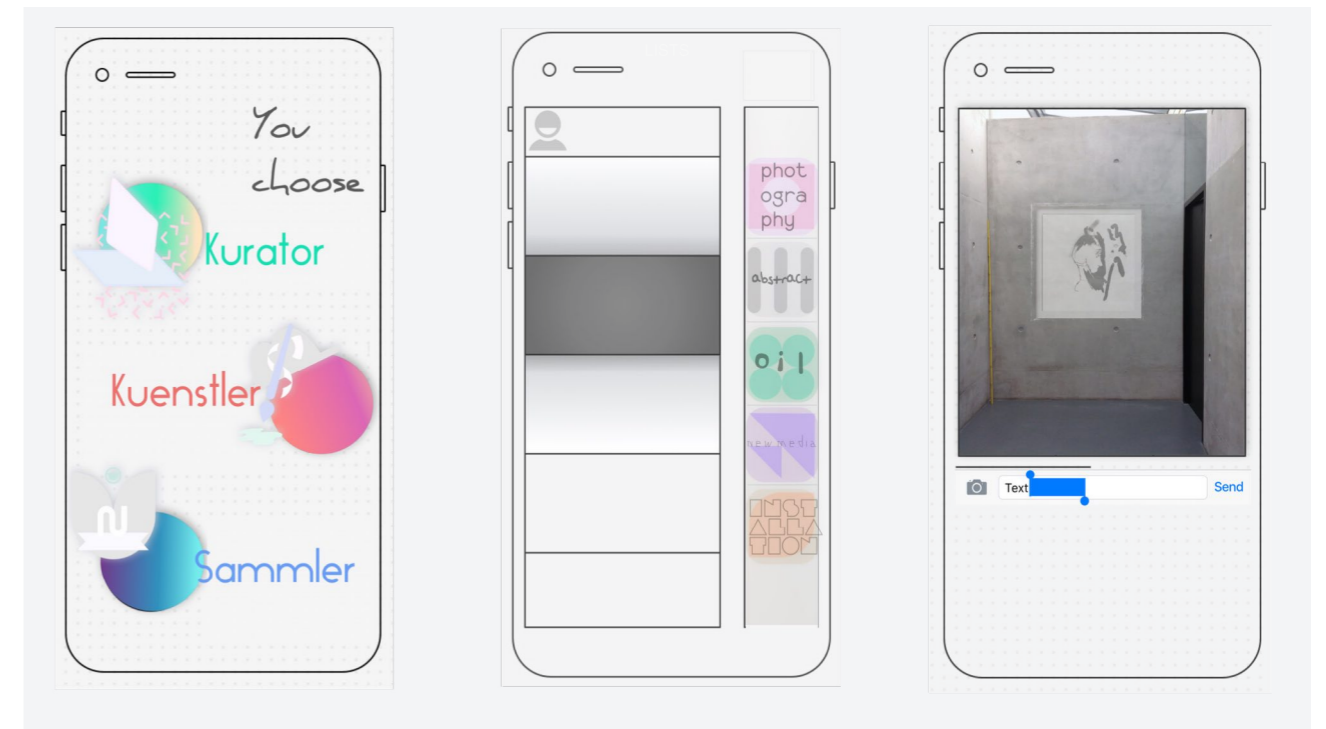 You
choose
Kurator
Kuenstler
Sammler
phot
ogra
phy
abstract
oil
new media
INST
ALLA
TION
Text
Send